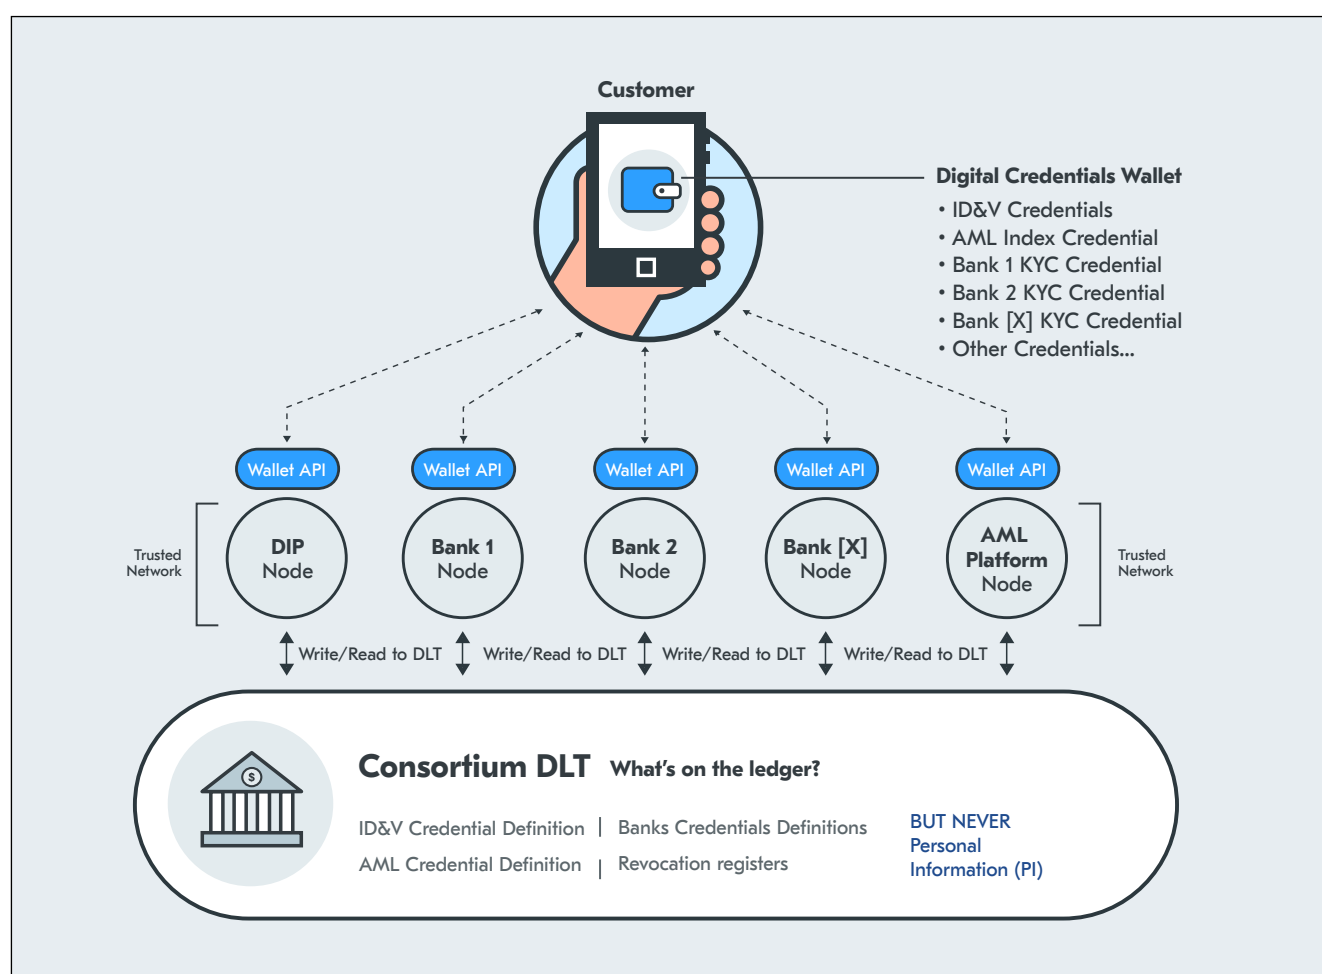 Customer
Digital Credentials Wallet
• ID&V Credentials
• AML Index Credential
• Bank 1 KYC Credential
• Bank 2 KYC Credential
• Bank [X] KYC Credential
• Other Credentials...
Wallet API
Wallet API
Wallet API
Wallet API
Wallet API
Trusted
Network
DIP
Node
Bank 1
Node
Bank 2
Node
Bank [X]
Node
AML
Platform
Node
Trusted
Network
Write/Read to DLT
Write/Read to DLT
Write/Read to DLT
Write/Read to DLT
$
Consortium DLT What's on the ledger?
ID&V Credential Definition | Banks Credentials Definitions
AML Credential Definition | Revocation registers
BUT NEVER
Personal
Information (PI)